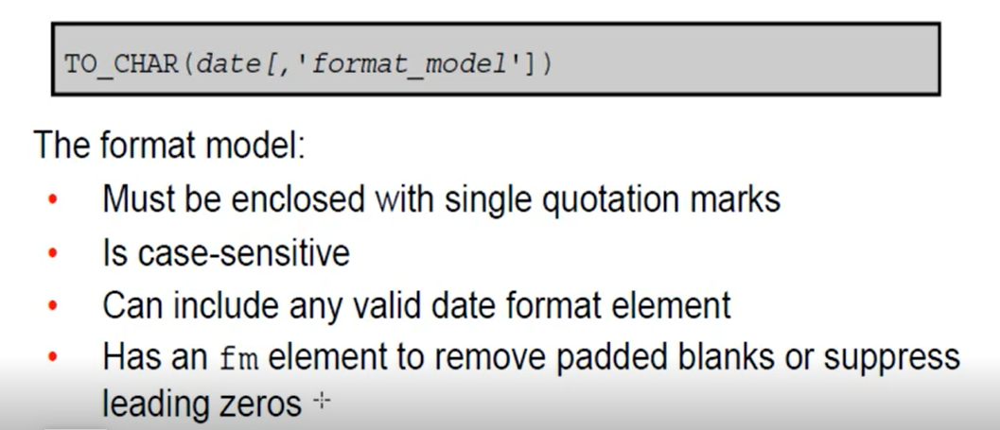 TO_CHAR(date[,'format_model'])
The format model:
• Must be enclosed with single quotation marks
• Is case-sensitive
• Can include any valid date format element
• Has an fm element to remove padded blanks or suppress
leading zeros